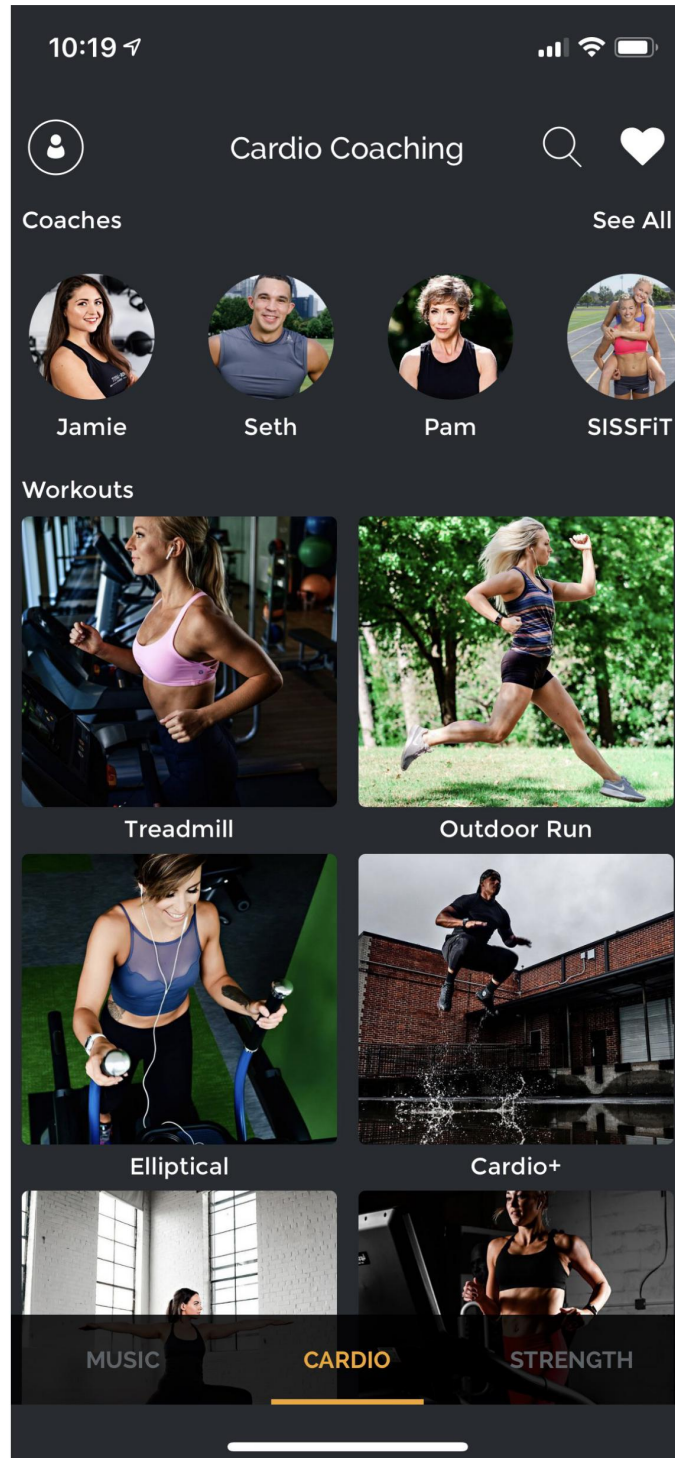 10:19
Cardio Coaching
Coaches See All
Jamie Seth Pam SISSFiT
Workouts
Treadmill Outdoor Run
Elliptical Cardio+
MUSIC CARDIO STRENGTH